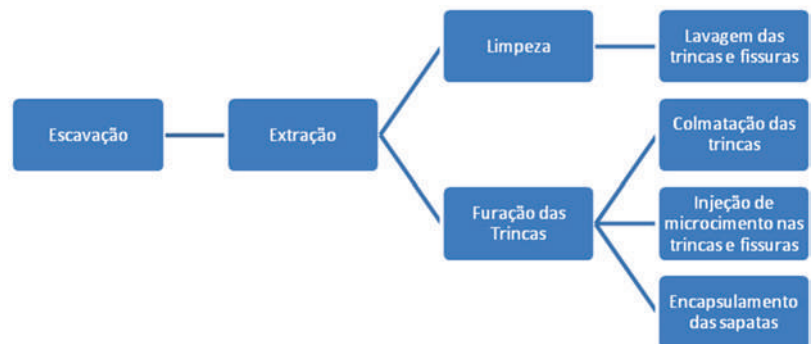 Escavação
Extração
Limpeza
Lavagem das
trincas e fissuras
Furação das
Trincas
Colmatação das
trincas
Injeção de
microcimento nas
trincas e fissuras
Encapsulamento
das sapatas